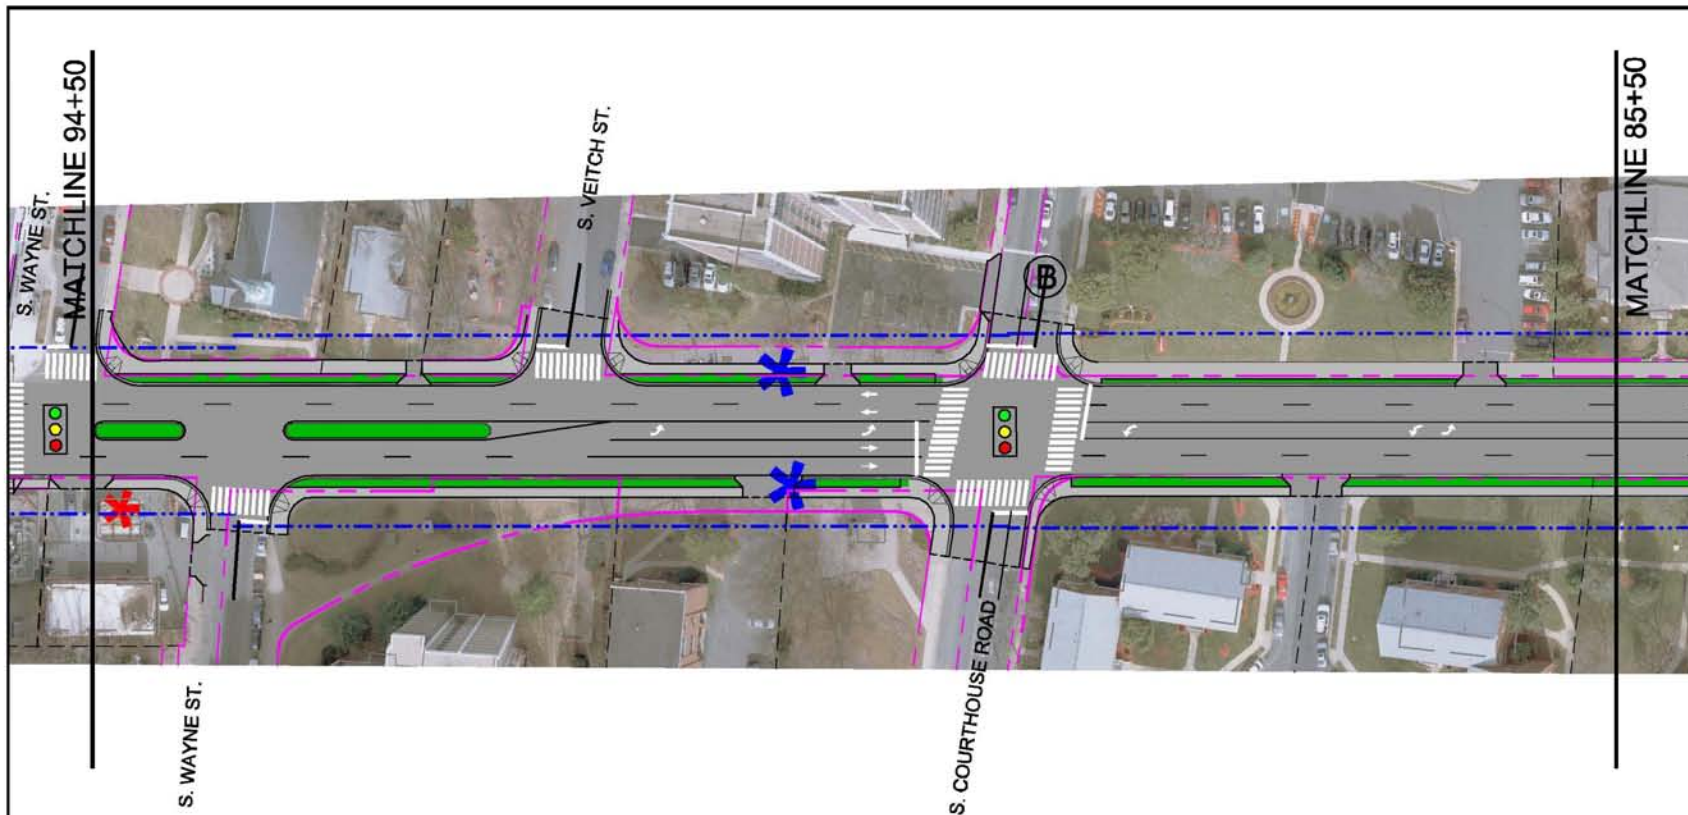 S. WAYNE ST.
MATCHLINE 94+50
S. VEITCH ST.
B
MATCHLINE 85+50
S. WAYNE ST.
S. COURTHOUSE ROAD